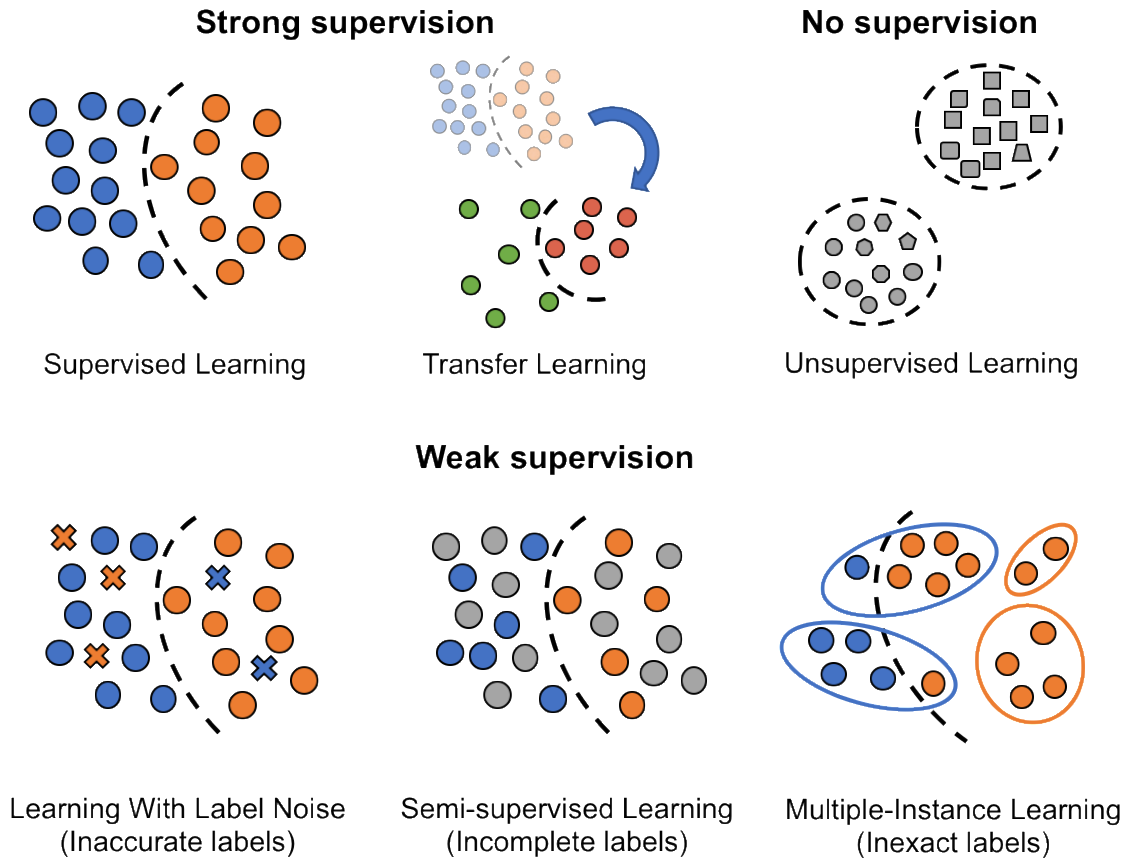 Strong supervision
No supervision
Supervised Learning
Transfer Learning
Unsupervised Learning
Weak supervision
Learning With Label Noise
(Inaccurate labels)
Semi-supervised Learning
(Incomplete labels)
Multiple-Instance Learning
(Inexact labels)